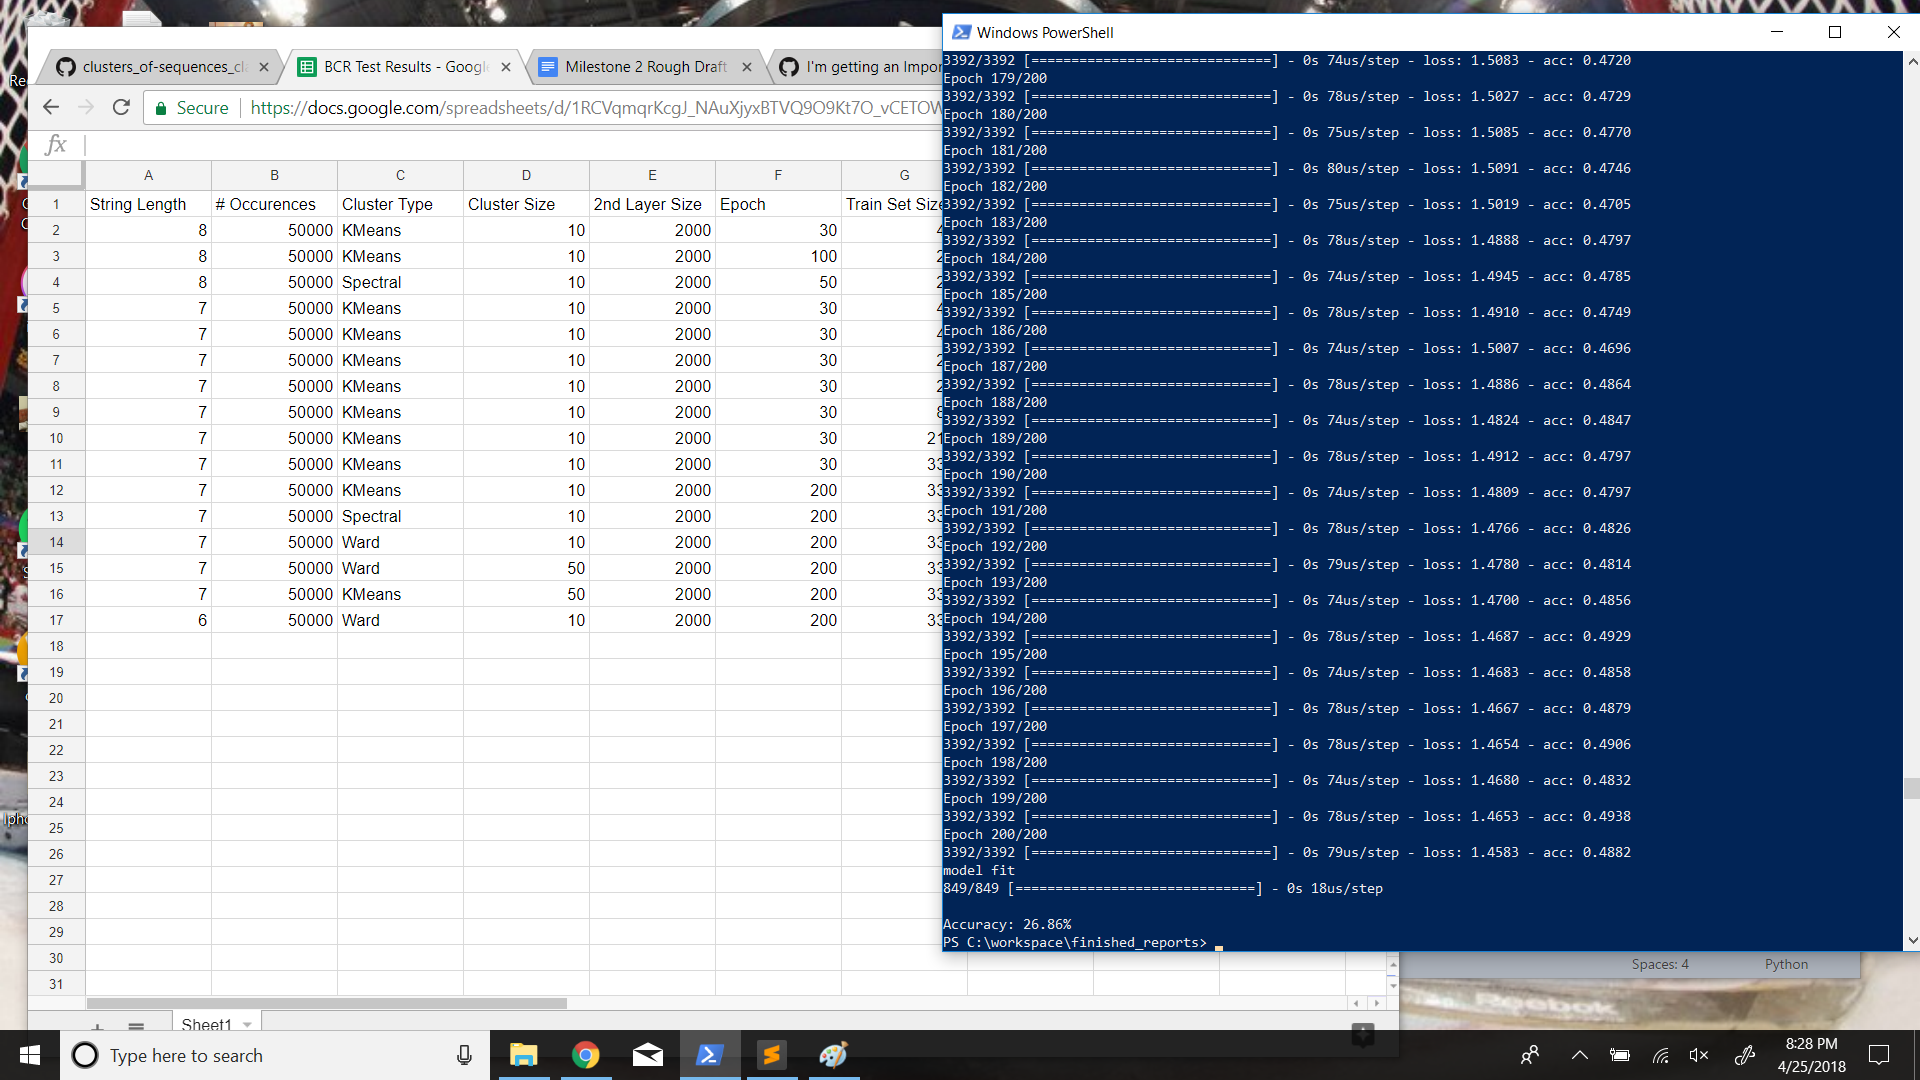 clusters_of-sequences_cl
BCR Test Results - Google
Milestone 2 Rough Draft
I'm getting an Impor
Secure
https://docs.google.com/spreadsheets/d/1RCVqmqrKcgJ_NAuXjyxBTVQ9O9Kt7O_vCETOW
fx
A B C D E F G
1 String Length # Occurences Cluster Type Cluster Size 2nd Layer Size Epoch Train Set Size
2 8 50000 KMeans 10 2000 30
3 8 50000 KMeans 10 2000 100
4 8 50000 Spectral 10 2000 50
5 7 50000 KMeans 10 2000 30
6 7 50000 KMeans 10 2000 30
7 7 50000 KMeans 10 2000 30
8 7 50000 KMeans 10 2000 30
9 7 50000 KMeans 10 2000 30
10 7 50000 KMeans 10 2000 30 21
11 7 50000 KMeans 10 2000 30 33
12 7 50000 KMeans 10 2000 200 33
13 7 50000 Spectral 10 2000 200 33
14 7 50000 Ward 10 2000 200 33
15 7 50000 Ward 50 2000 200 33
16 7 50000 KMeans 50 2000 200 33
17 6 50000 Ward 10 2000 200 33
18
19
20
21
22
23
24
25
26
27
28
29
30
31
Sheet1
Windows PowerShell
3392/3392 [==============================] - 0s 74us/step - loss: 1.5083 - acc: 0.4720
Epoch 179/200
3392/3392 [==============================] - 0s 78us/step - loss: 1.5027 - acc: 0.4729
Epoch 180/200
3392/3392 [==============================] - 0s 75us/step - loss: 1.5085 - acc: 0.4770
Epoch 181/200
3392/3392 [==============================] - 0s 80us/step - loss: 1.5091 - acc: 0.4746
Epoch 182/200
3392/3392 [==============================] - 0s 75us/step - loss: 1.5019 - acc: 0.4705
Epoch 183/200
3392/3392 [==============================] - 0s 78us/step - loss: 1.4888 - acc: 0.4797
Epoch 184/200
3392/3392 [==============================] - 0s 74us/step - loss: 1.4945 - acc: 0.4785
Epoch 185/200
3392/3392 [==============================] - 0s 78us/step - loss: 1.4910 - acc: 0.4749
Epoch 186/200
3392/3392 [==============================] - 0s 74us/step - loss: 1.5007 - acc: 0.4696
Epoch 187/200
3392/3392 [==============================] - 0s 78us/step - loss: 1.4886 - acc: 0.4864
Epoch 188/200
3392/3392 [==============================] - 0s 74us/step - loss: 1.4824 - acc: 0.4847
Epoch 189/200
3392/3392 [==============================] - 0s 78us/step - loss: 1.4912 - acc: 0.4797
Epoch 190/200
3392/3392 [==============================] - 0s 74us/step - loss: 1.4809 - acc: 0.4797
Epoch 191/200
3392/3392 [==============================] - 0s 78us/step - loss: 1.4766 - acc: 0.4826
Epoch 192/200
3392/3392 [==============================] - 0s 79us/step - loss: 1.4780 - acc: 0.4814
Epoch 193/200
3392/3392 [==============================] - 0s 74us/step - loss: 1.4700 - acc: 0.4856
Epoch 194/200
3392/3392 [==============================] - 0s 78us/step - loss: 1.4687 - acc: 0.4929
Epoch 195/200
3392/3392 [==============================] - 0s 74us/step - loss: 1.4683 - acc: 0.4858
Epoch 196/200
3392/3392 [==============================] - 0s 78us/step - loss: 1.4667 - acc: 0.4879
Epoch 197/200
3392/3392 [==============================] - 0s 78us/step - loss: 1.4654 - acc: 0.4906
Epoch 198/200
3392/3392 [==============================] - 0s 74us/step - loss: 1.4680 - acc: 0.4832
Epoch 199/200
3392/3392 [==============================] - 0s 78us/step - loss: 1.4653 - acc: 0.4938
Epoch 200/200
3392/3392 [==============================] - 0s 79us/step - loss: 1.4583 - acc: 0.4882
model fit
849/849 [==============================] - 0s 18us/step
Accuracy: 26.86%
PS C:\workspace\finished_reports>
Spaces: 4 Python
Reebok
Type here to search
8:28 PM
4/25/2018